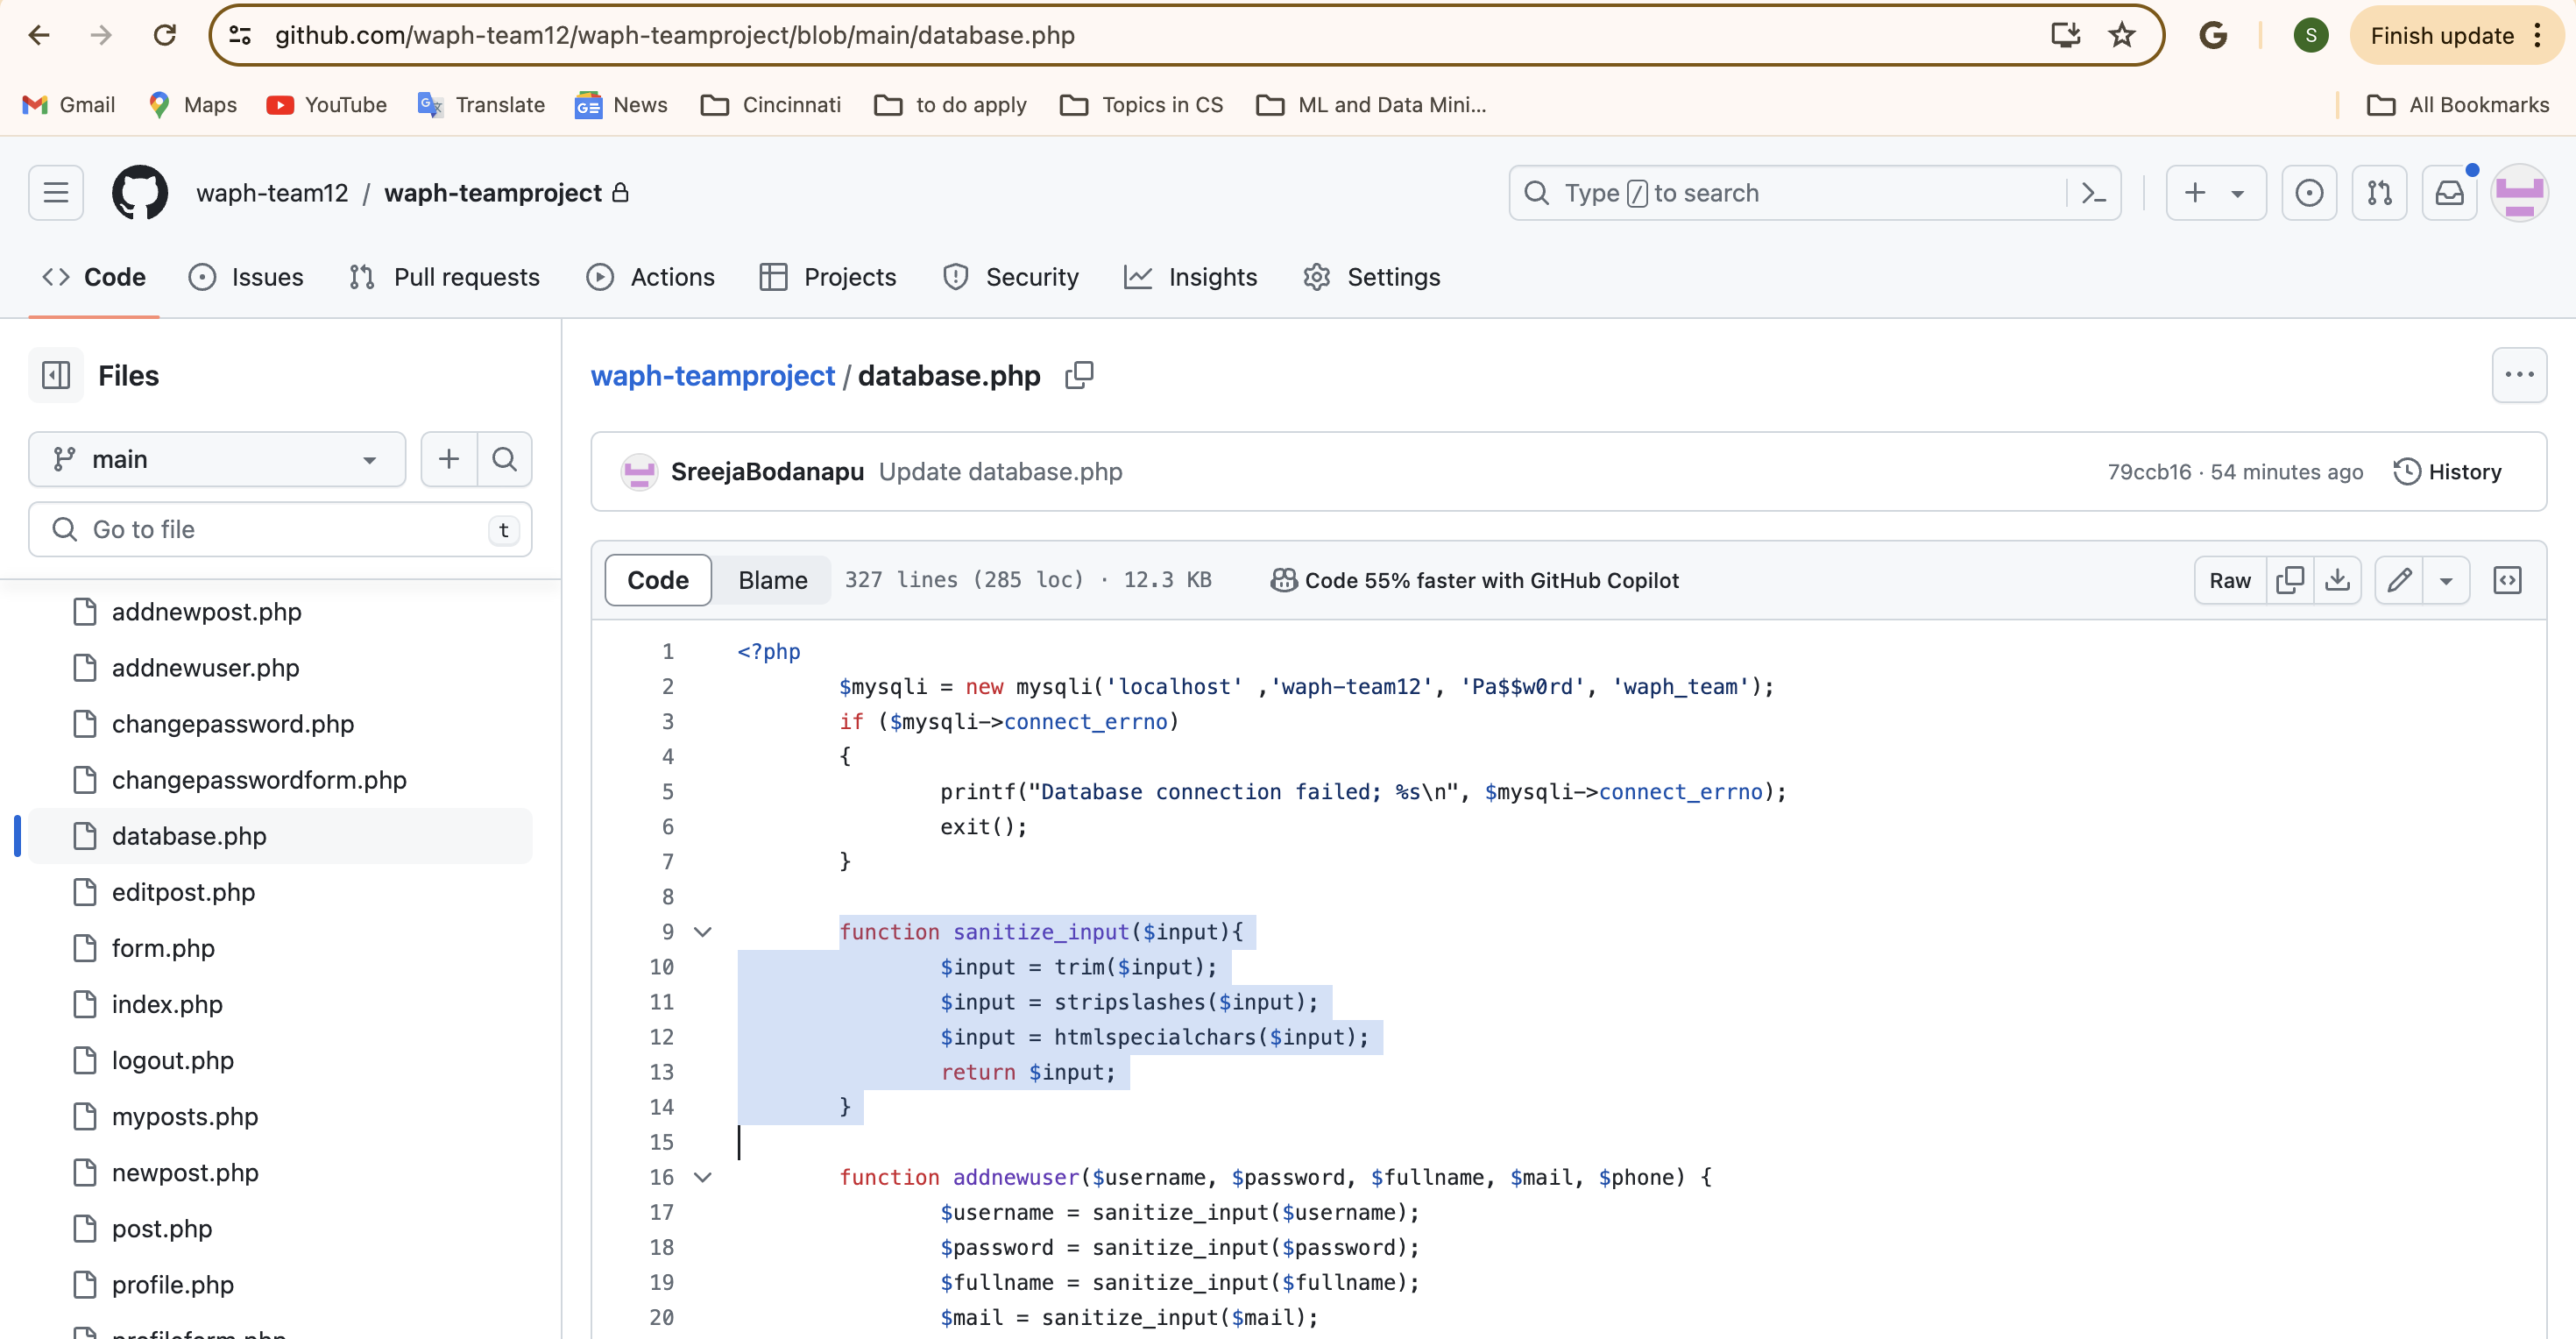 github.com/waph-team12/waph-teamproject/blob/main/database.php
S
Finish update
Gmail
Maps
YouTube
Translate
News
Cincinnati
to do apply
Topics in CS
ML and Data Mini...
All Bookmarks
waph-team12 / waph-teamproject
Type / to search
Code
Issues
Pull requests
Actions
Projects
Security
Insights
Settings
Files
main
Go to file
t
addnewpost.php
addnewuser.php
changepassword.php
changepasswordform.php
database.php
editpost.php
form.php
index.php
logout.php
myposts.php
newpost.php
post.php
profile.php
profileform.php
waph-teamproject / database.php
SreejaBodanapu Update database.php
79ccb16 · 54 minutes ago
History
Code
Blame
327 lines (285 loc) · 12.3 KB
Code 55% faster with GitHub Copilot
Raw
1 <?php
2 $mysqli = new mysqli('localhost' ,'waph-team12', 'Pa$$w0rd', 'waph_team');
3 if ($mysqli->connect_errno)
4 {
5 printf("Database connection failed; %s\n", $mysqli->connect_errno);
6 exit();
7 }
8
9 function sanitize_input($input){
10 $input = trim($input);
11 $input = stripslashes($input);
12 $input = htmlspecialchars($input);
13 return $input;
14 }
15
16 function addnewuser($username, $password, $fullname, $mail, $phone) {
17 $username = sanitize_input($username);
18 $password = sanitize_input($password);
19 $fullname = sanitize_input($fullname);
20 $mail = sanitize_input($mail);